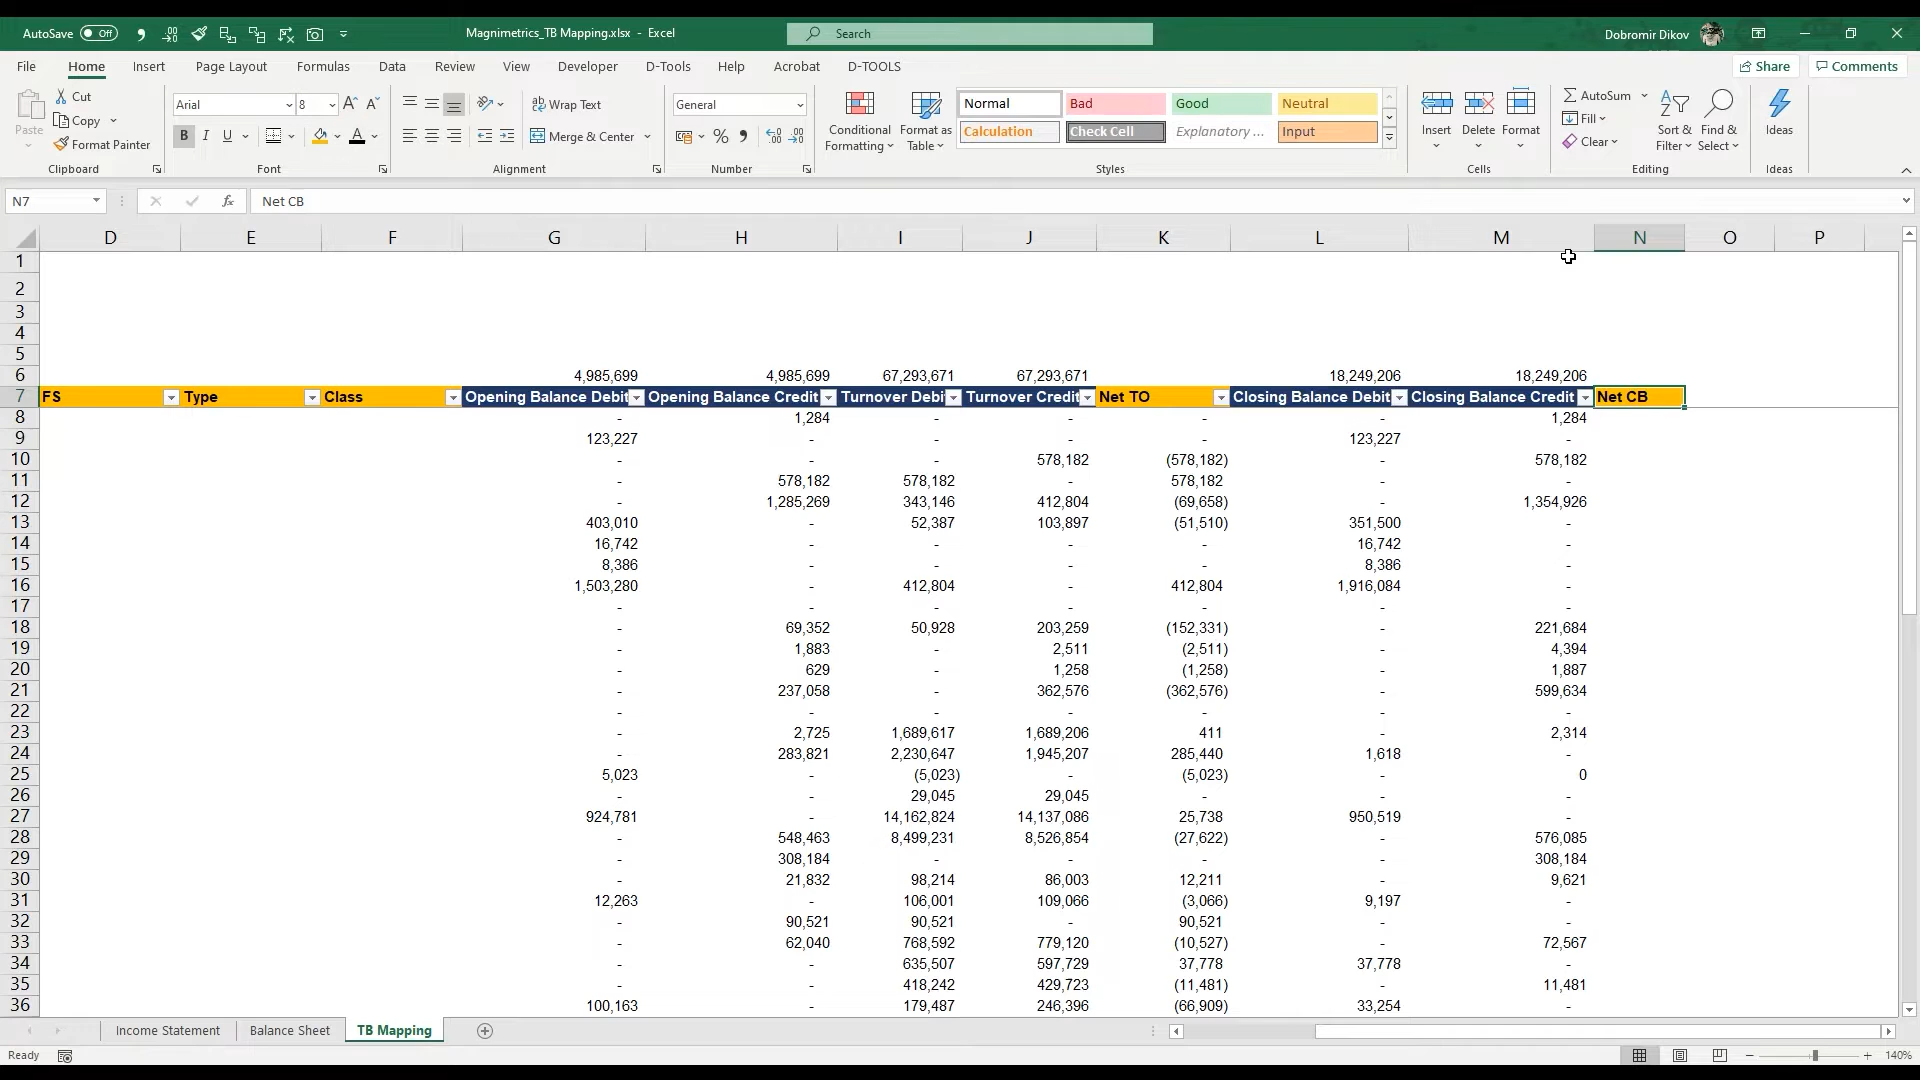 AutoSave Off
Magnimetrics_TB Mapping.xlsx - Excel
Search
Dobromir Dikov
File Home Insert Page Layout Formulas Data Review View Developer D-Tools Help Acrobat D-TOOLS Share Comments
Paste Cut Copy Format Painter
Arial 8
Wrap Text
Merge & Center
General
Conditional Formatting Format as Table
Normal Bad Good Neutral
Calculation Check Cell Explanatory ... Input
Insert Delete Format
AutoSum Fill Clear
Sort & Filter Find & Select
Ideas
Clipboard Font Alignment Number Styles Cells Editing Ideas
N7 fx Net CB
D E F G H I J K L M N O P
1
2
3
4
5
6 4,985,699 4,985,699 67,293,671 67,293,671 18,249,206 18,249,206
7 FS Type Class Opening Balance Debit Opening Balance Credit Turnover Debi Turnover Credit Net TO Closing Balance Debit Closing Balance Credit Net CB
8 - 1,284 - - - - 1,284
9 123,227 - - - - 123,227 -
10 - - - 578,182 (578,182) - 578,182
11 - 578,182 578,182 - 578,182 - -
12 - 1,285,269 343,146 412,804 (69,658) - 1,354,926
13 403,010 - 52,387 103,897 (51,510) 351,500 -
14 16,742 - - - - 16,742 -
15 8,386 - - - - 8,386 -
16 1,503,280 - 412,804 - 412,804 1,916,084 -
17 - - - - - - -
18 - 69,352 50,928 203,259 (152,331) - 221,684
19 - 1,883 - 2,511 (2,511) - 4,394
20 - 629 - 1,258 (1,258) - 1,887
21 - 237,058 - 362,576 (362,576) - 599,634
22 - - - - - - -
23 - 2,725 1,689,617 1,689,206 411 - 2,314
24 - 283,821 2,230,647 1,945,207 285,440 1,618 -
25 5,023 - (5,023) - (5,023) - 0
26 - - 29,045 29,045 - - -
27 924,781 - 14,162,824 14,137,086 25,738 950,519 -
28 - 548,463 8,499,231 8,526,854 (27,622) - 576,085
29 - 308,184 - - - - 308,184
30 - 21,832 98,214 86,003 12,211 - 9,621
31 12,263 - 106,001 109,066 (3,066) 9,197 -
32 - 90,521 90,521 - 90,521 - -
33 - 62,040 768,592 779,120 (10,527) - 72,567
34 - - 635,507 597,729 37,778 37,778 -
35 - - 418,242 429,723 (11,481) - 11,481
36 100,163 - 179,487 246,396 (66,909) 33,254 -
Income Statement Balance Sheet TB Mapping
Ready 140%